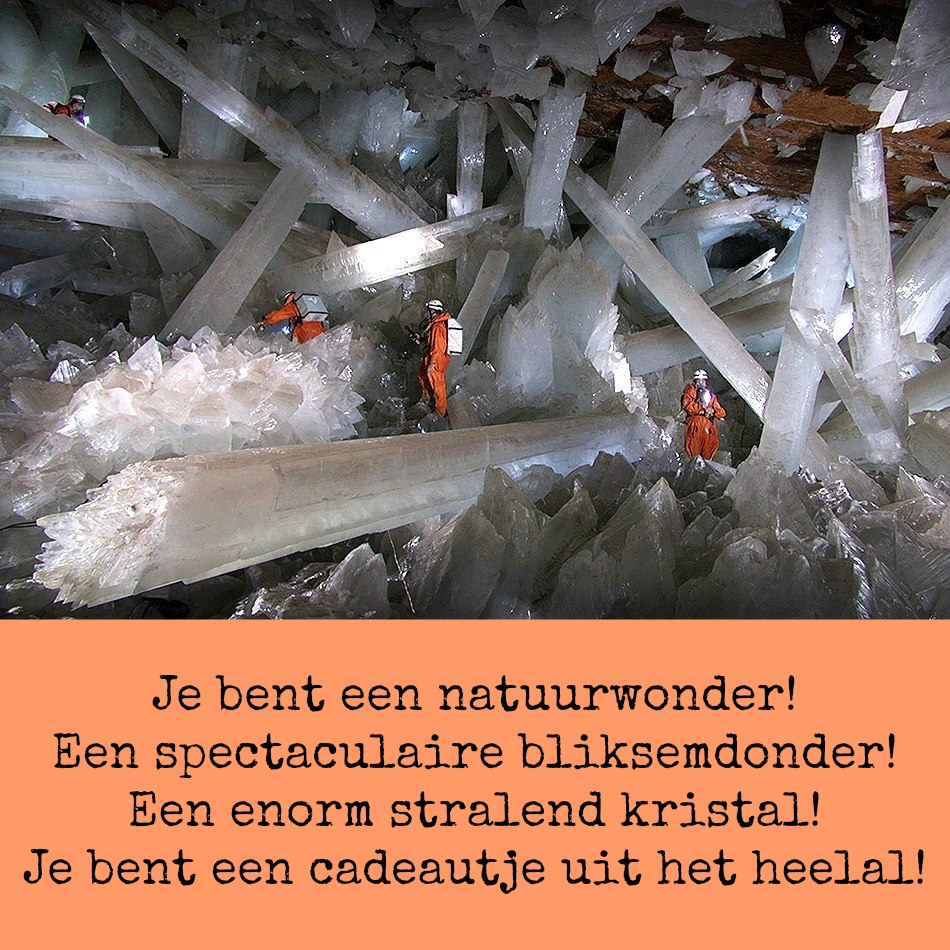 Je bent een natuurwonder!
Een spectaculaire bliksemdonder!
Een enorm stralend kristal!
Je bent een cadeautje uit het heelal!